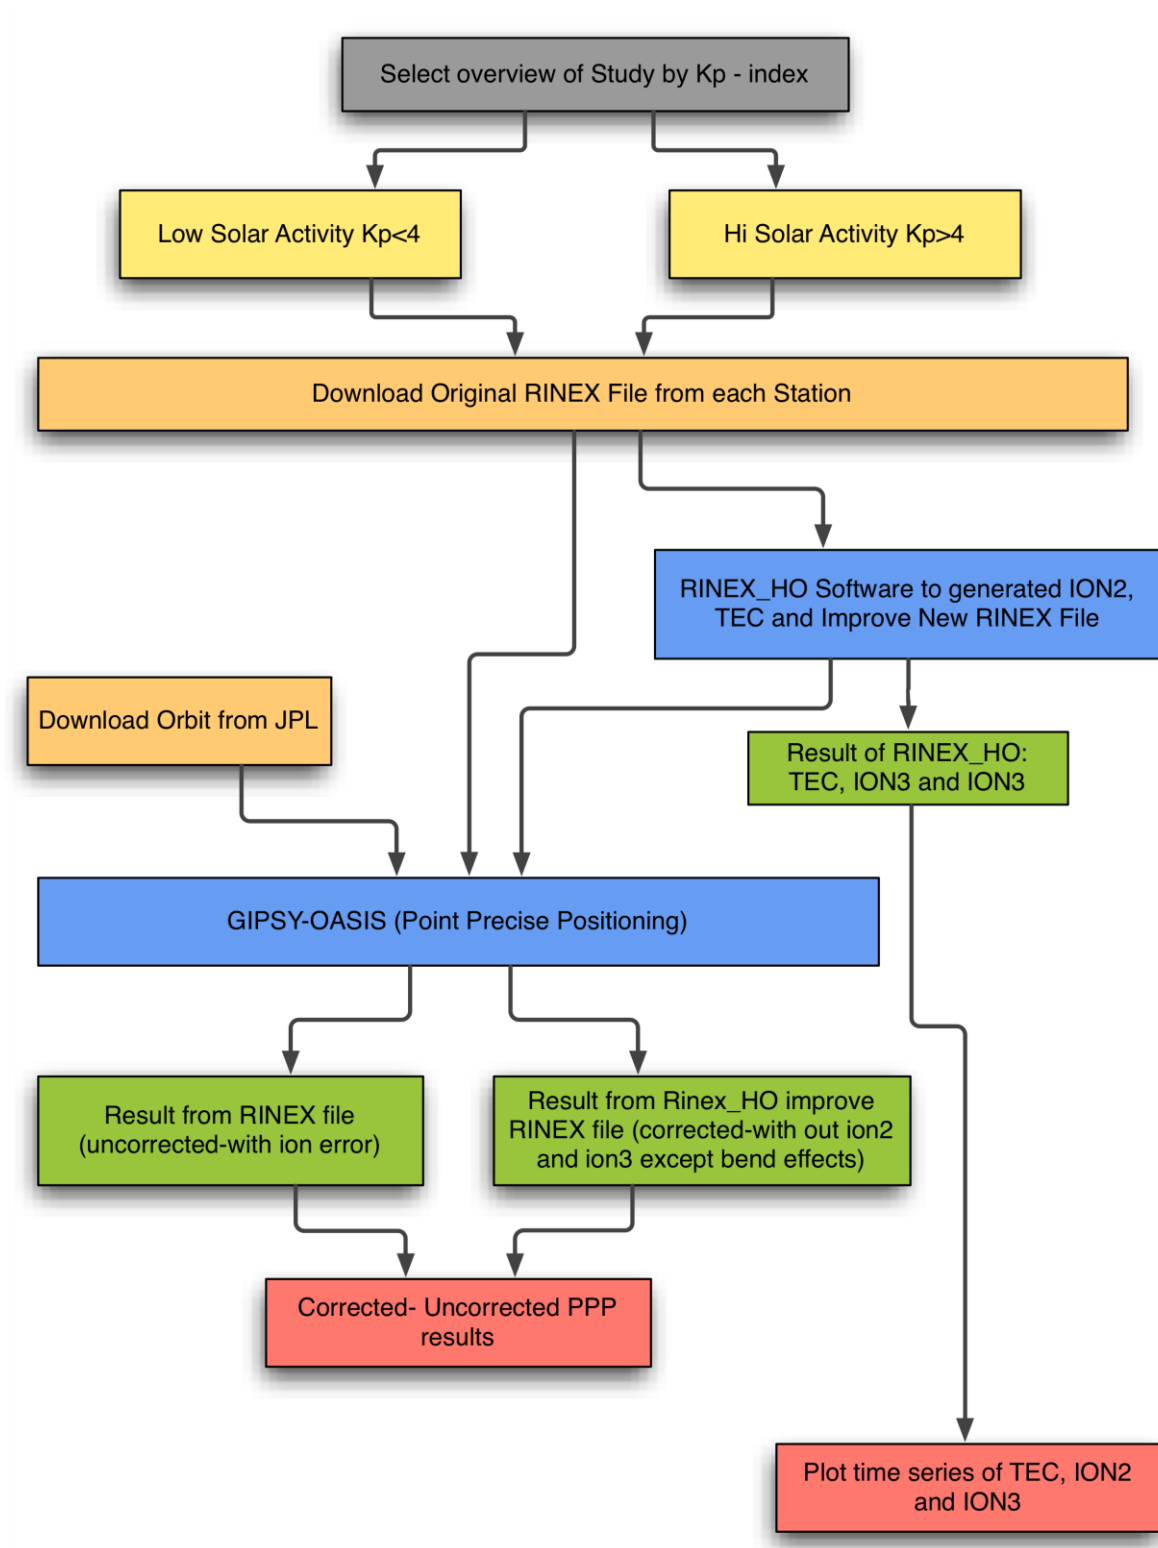 Select overview of Study by Kp - index
Low Solar Activity Kp<4
Hi Solar Activity Kp>4
Download Original RINEX File from each Station
RINEX_HO Software to generated ION2,
TEC and Improve New RINEX File
Download Orbit from JPL
Result of RINEX_HO:
TEC, ION3 and ION3
GIPSY-OASIS (Point Precise Positioning)
Result from RINEX file
(uncorrected-with ion error)
Result from Rinex_HO improve
RINEX file (corrected-with out ion2
and ion3 except bend effects)
Corrected- Uncorrected PPP
results
Plot time series of TEC, ION2
and ION3